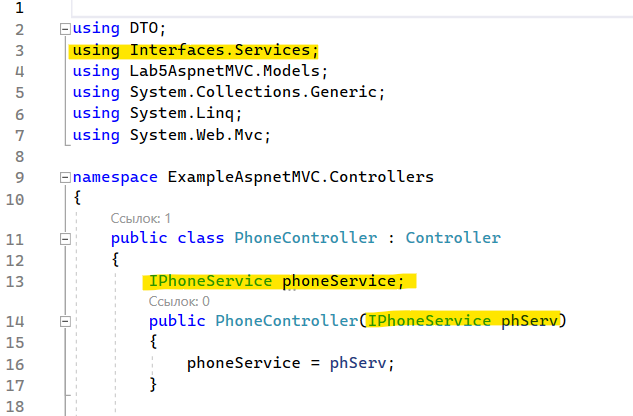 1
2 using DTO;
3 using Interfaces.Services;
4 using Lab5AspnetMVC.Models;
5 using System.Collections.Generic;
6 using System.Linq;
7 using System.Web.Mvc;
8
9 namespace ExampleAspnetMVC.Controllers
10 {
Ссылок: 1
11 public class PhoneController : Controller
12 {
13 IPhoneService phoneService;
Ссылок: 0
14 public PhoneController(IPhoneService phServ)
15 {
16 phoneService = phServ;
17 }
18